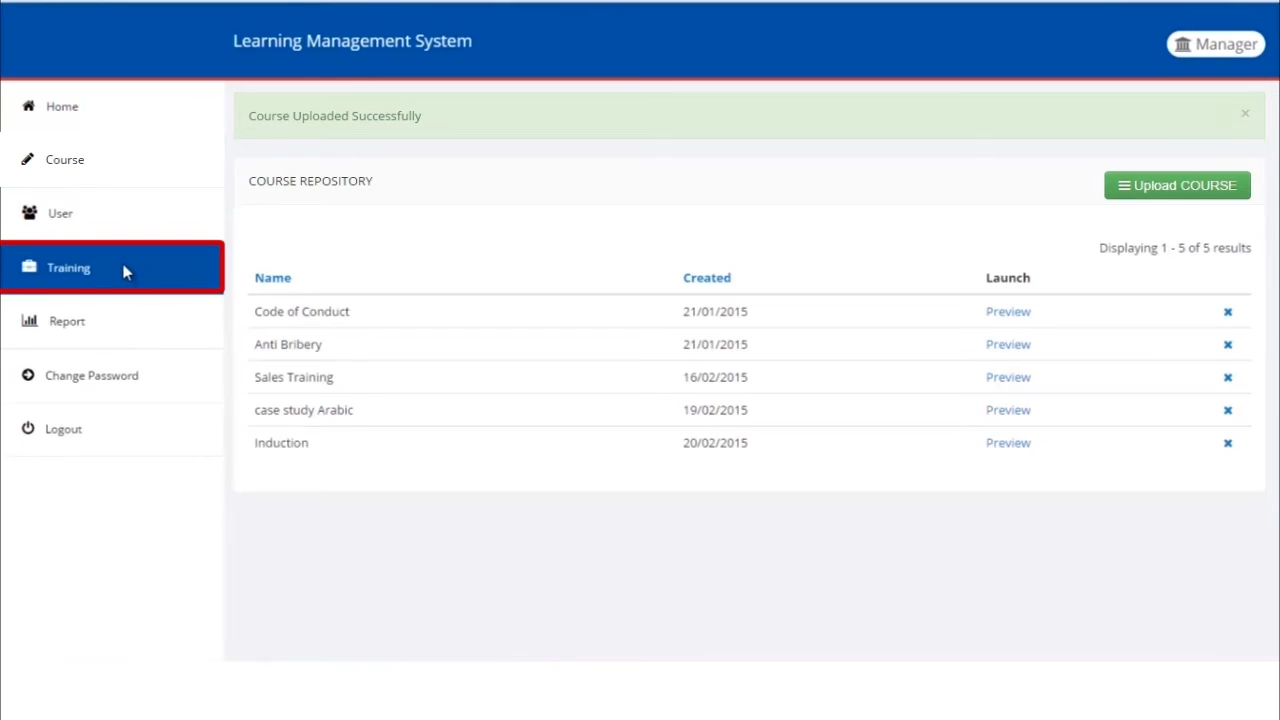 Learning Management System
Manager
Home
Course
User
Training
Report
Change Password
Logout
Course Uploaded Successfully ×
COURSE REPOSITORY
Upload COURSE
Displaying 1 - 5 of 5 results
Name Created Launch
Code of Conduct 21/01/2015 Preview
Anti Bribery 21/01/2015 Preview
Sales Training 16/02/2015 Preview
case study Arabic 19/02/2015 Preview
Induction 20/02/2015 Preview